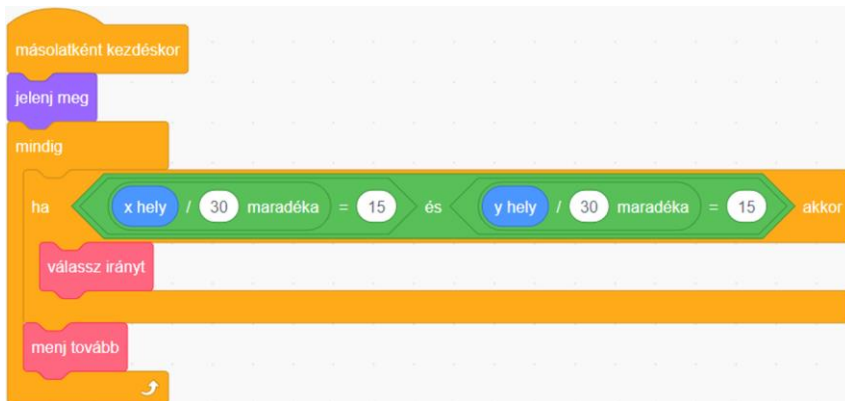 másolatként kezdéskor
jelenj meg
mindig
ha x hely / 30 maradéka = 15 és y hely / 30 maradéka = 15 akkor
válassz irányt
menj tovább